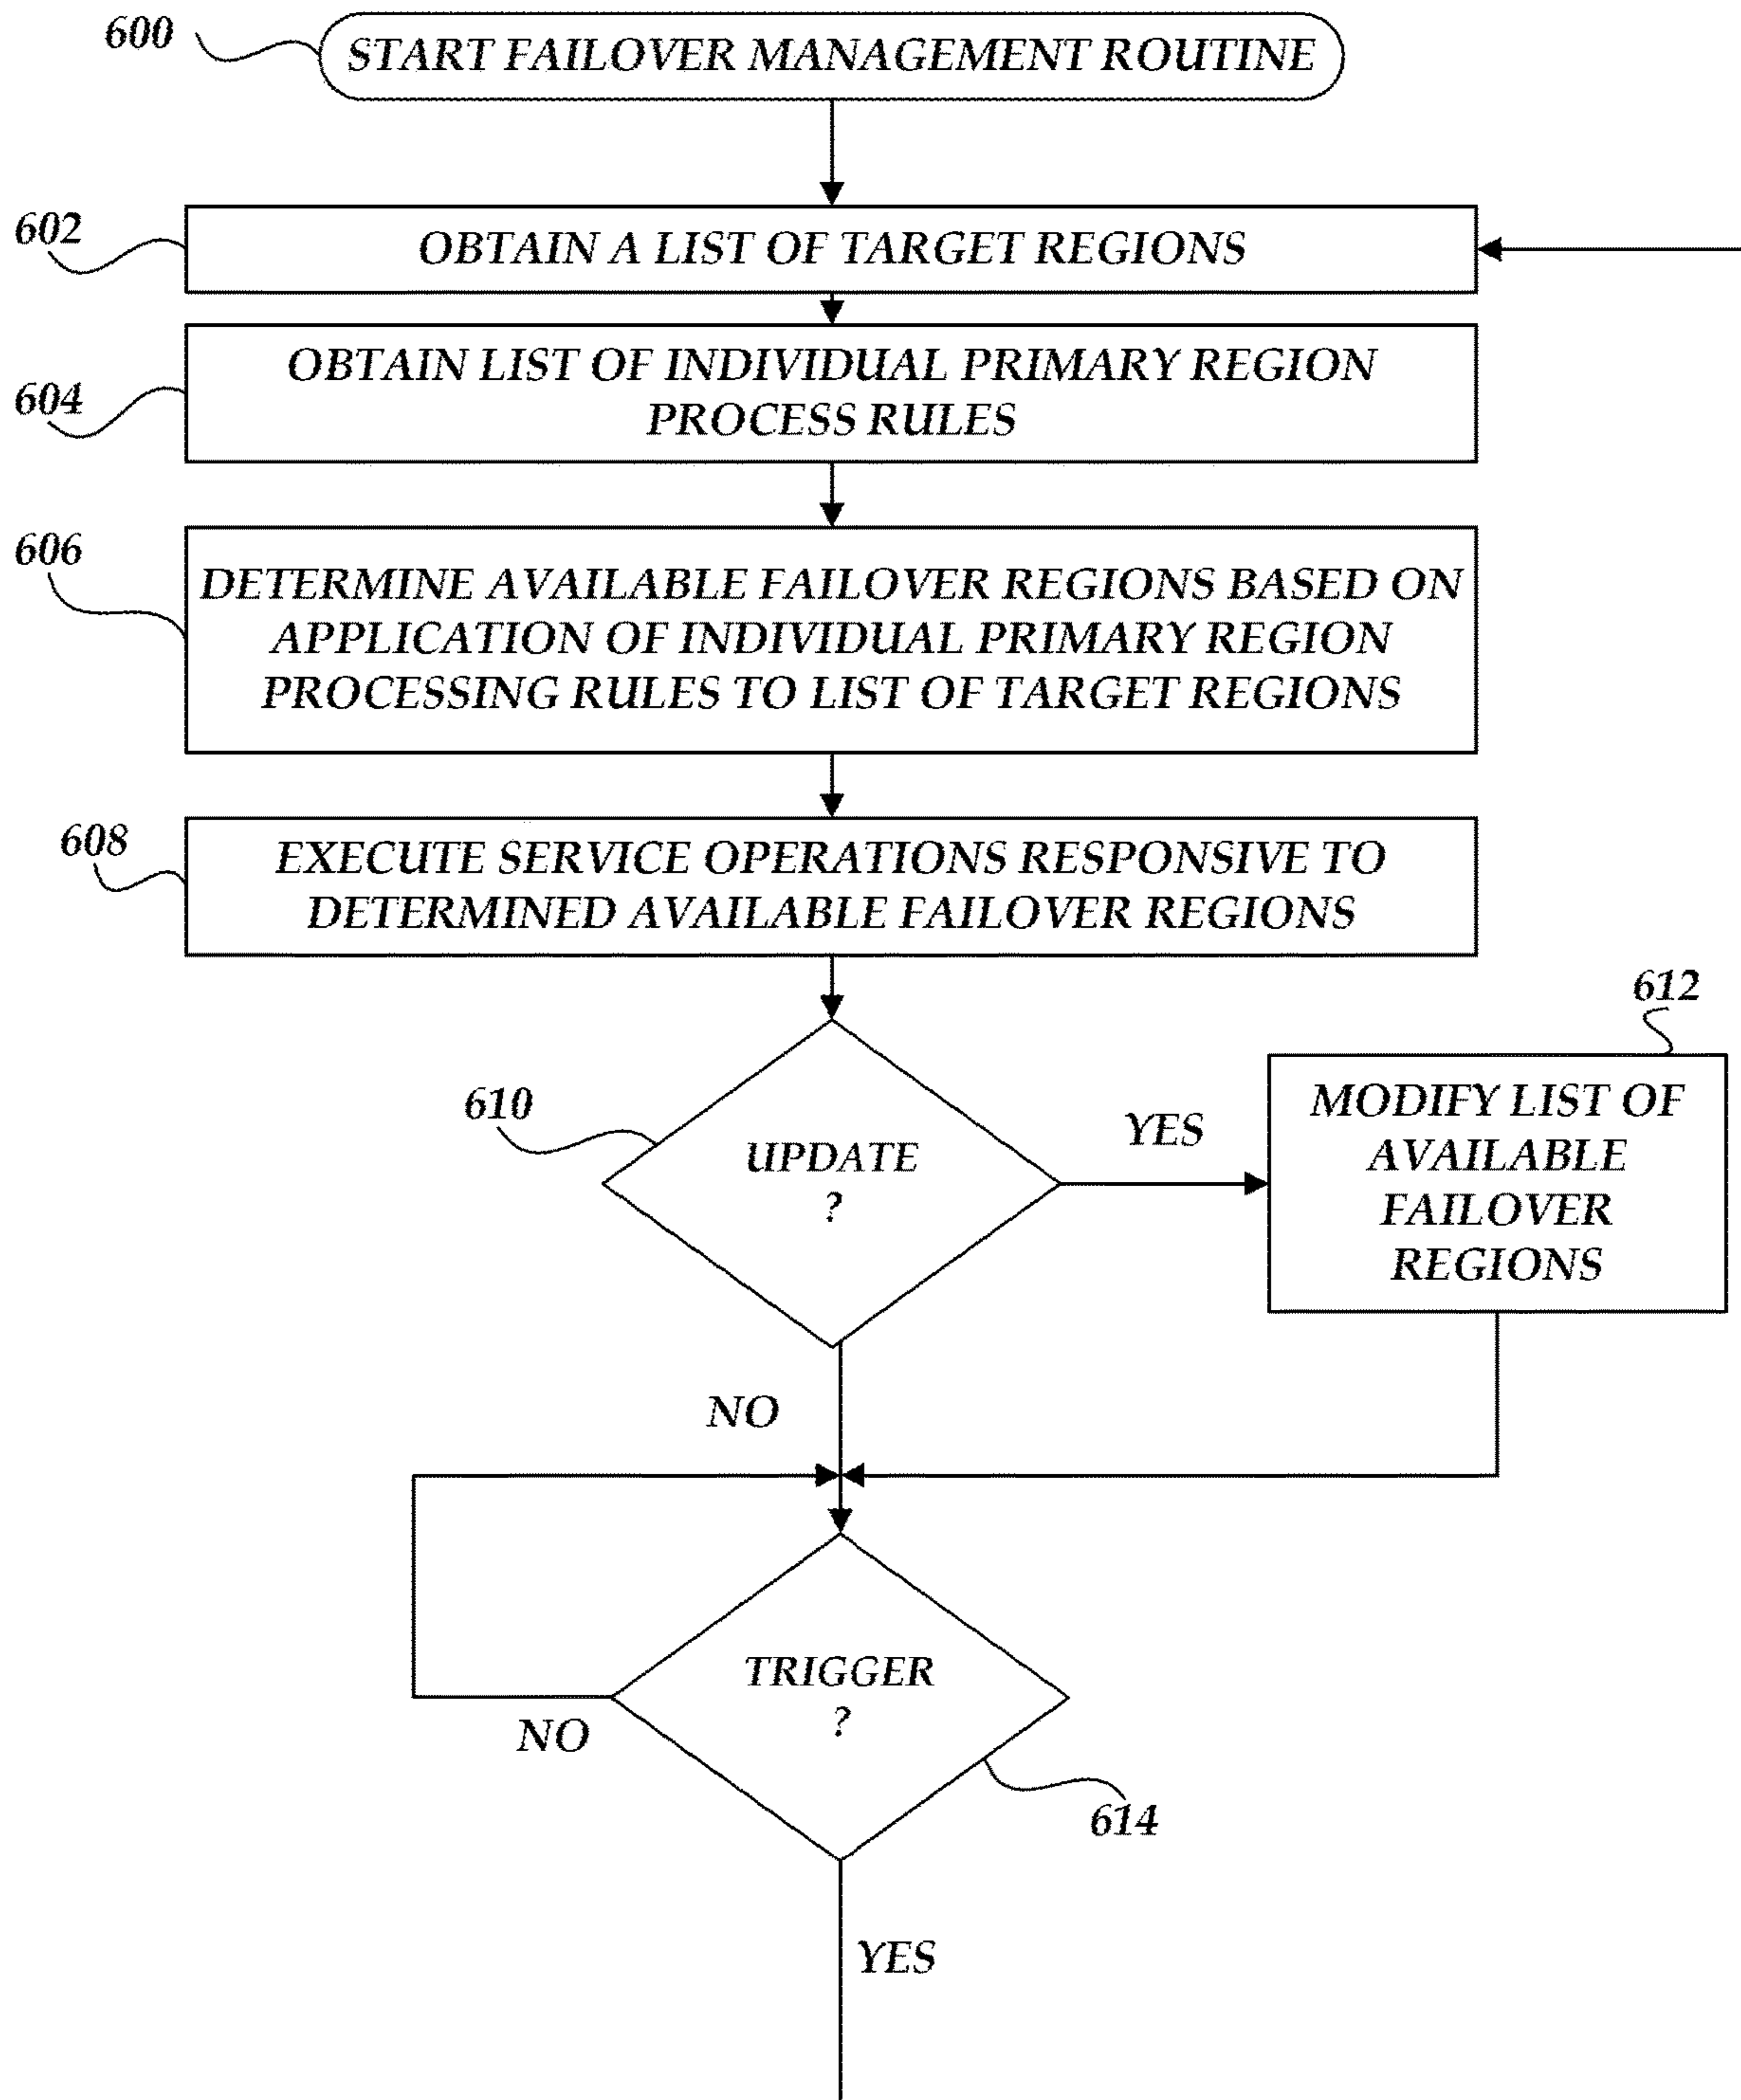 600
START FAILOVER MANAGEMENT ROUTINE
602
OBTAIN A LIST OF TARGET REGIONS
604
OBTAIN LIST OF INDIVIDUAL PRIMARY REGION
PROCESS RULES
606
DETERMINE AVAILABLE FAILOVER REGIONS BASED ON
APPLICATION OF INDIVIDUAL PRIMARY REGION
PROCESSING RULES TO LIST OF TARGET REGIONS
608
EXECUTE SERVICE OPERATIONS RESPONSIVE TO
DETERMINED AVAILABLE FAILOVER REGIONS
610
UPDATE
?
YES
612
MODIFY LIST OF
AVAILABLE
FAILOVER
REGIONS
NO
TRIGGER
?
NO
614
YES